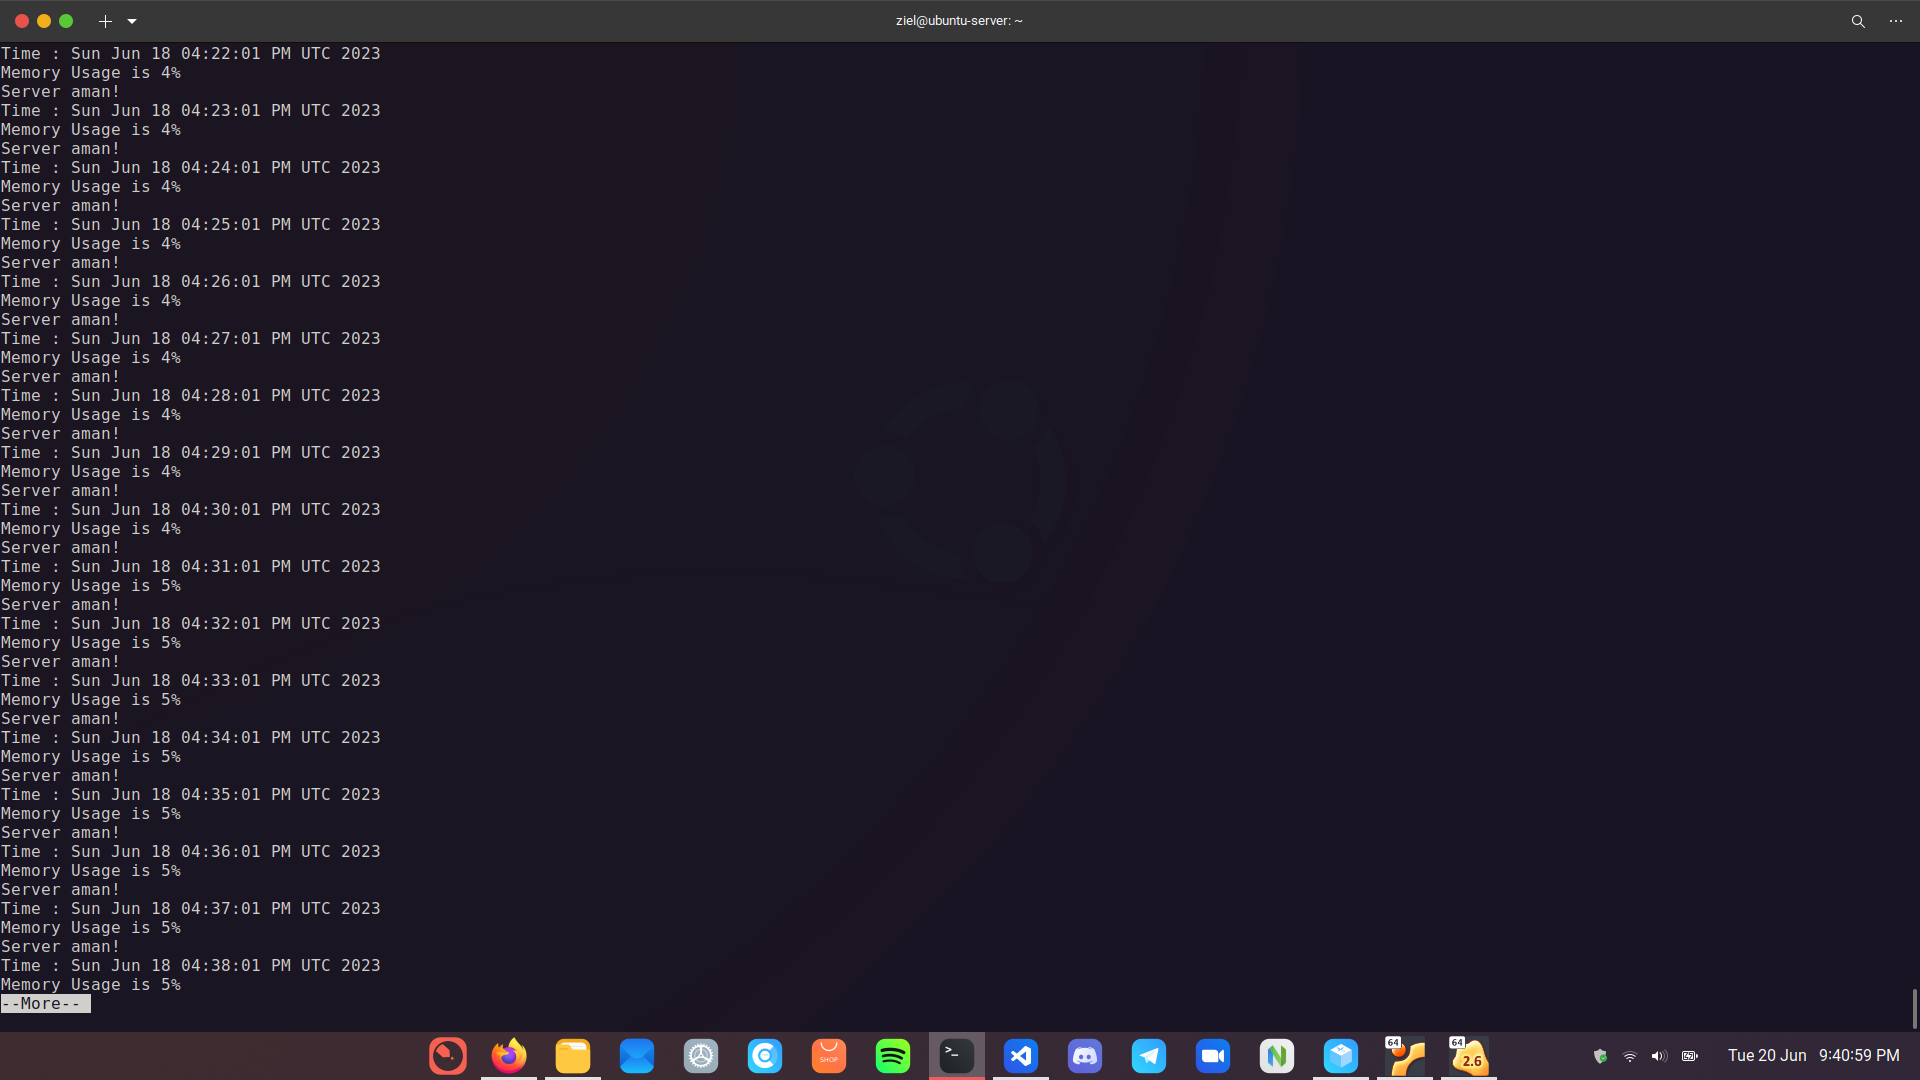 ziel@ubuntu-server: ~
Time : Sun Jun 18 04:22:01 PM UTC 2023
Memory Usage is 4%
Server aman!
Time : Sun Jun 18 04:23:01 PM UTC 2023
Memory Usage is 4%
Server aman!
Time : Sun Jun 18 04:24:01 PM UTC 2023
Memory Usage is 4%
Server aman!
Time : Sun Jun 18 04:25:01 PM UTC 2023
Memory Usage is 4%
Server aman!
Time : Sun Jun 18 04:26:01 PM UTC 2023
Memory Usage is 4%
Server aman!
Time : Sun Jun 18 04:27:01 PM UTC 2023
Memory Usage is 4%
Server aman!
Time : Sun Jun 18 04:28:01 PM UTC 2023
Memory Usage is 4%
Server aman!
Time : Sun Jun 18 04:29:01 PM UTC 2023
Memory Usage is 4%
Server aman!
Time : Sun Jun 18 04:30:01 PM UTC 2023
Memory Usage is 4%
Server aman!
Time : Sun Jun 18 04:31:01 PM UTC 2023
Memory Usage is 5%
Server aman!
Time : Sun Jun 18 04:32:01 PM UTC 2023
Memory Usage is 5%
Server aman!
Time : Sun Jun 18 04:33:01 PM UTC 2023
Memory Usage is 5%
Server aman!
Time : Sun Jun 18 04:34:01 PM UTC 2023
Memory Usage is 5%
Server aman!
Time : Sun Jun 18 04:35:01 PM UTC 2023
Memory Usage is 5%
Server aman!
Time : Sun Jun 18 04:36:01 PM UTC 2023
Memory Usage is 5%
Server aman!
Time : Sun Jun 18 04:37:01 PM UTC 2023
Memory Usage is 5%
Server aman!
Time : Sun Jun 18 04:38:01 PM UTC 2023
Memory Usage is 5%
--More--
SHOP
64
64
2.6
Tue 20 Jun 9:40:59 PM